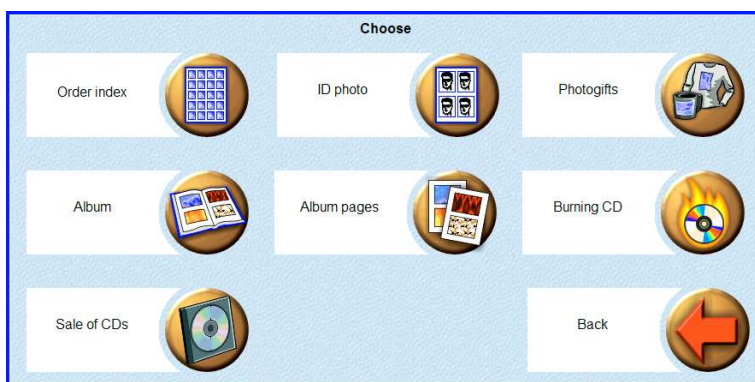 Choose
Order index
ID photo
Photogifts
Album
Album pages
Burning CD
Sale of CDs
Back